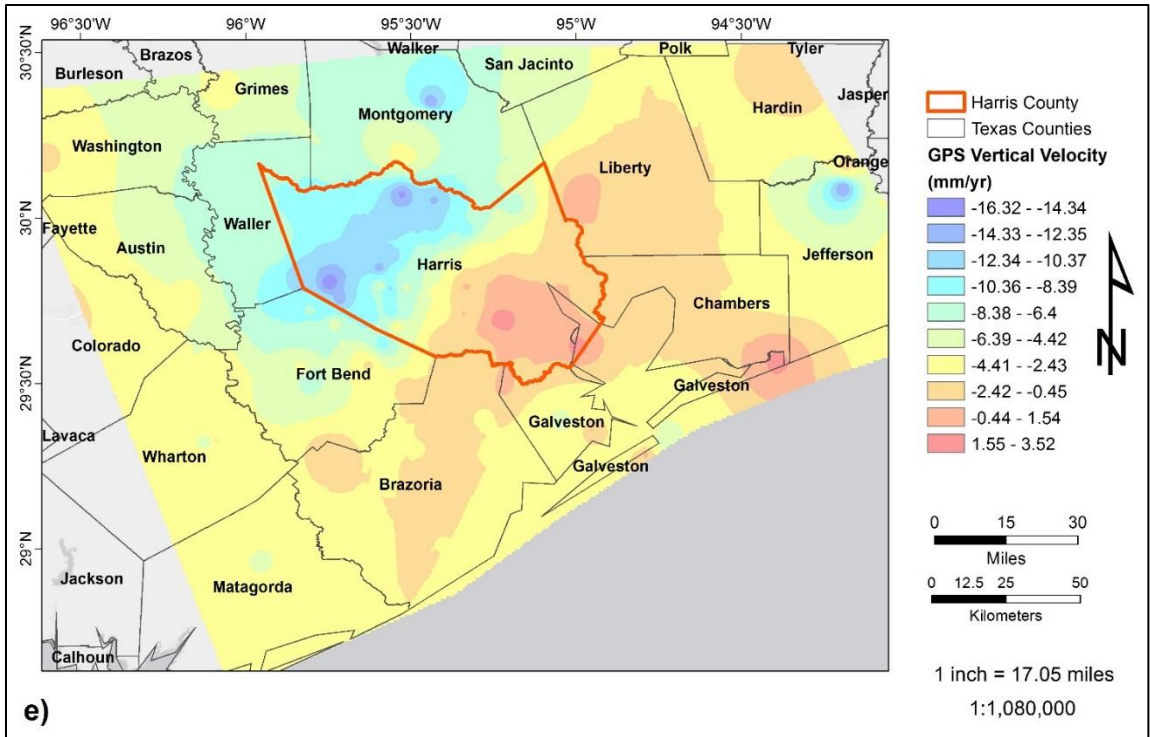 96°30'W 96°W 95°30'W 95°W 94°30'W
30°30'N
30°N
29°30'N
29°N
Brazos
Walker
Polk
Tyler
Burleson
Grimes
San Jacinto
Jasper
Montgomery
Hardin
Washington
Liberty
Orange
Fayette
Waller
Austin
Harris
Jefferson
Chambers
Colorado
Fort Bend
Galveston
Lavaca
Galveston
Wharton
Galveston
Brazoria
Jackson
Matagorda
Calhoun
e)
Harris County
Texas Counties
GPS Vertical Velocity
(mm/yr)
-16.32 - -14.34
-14.33 - -12.35
-12.34 - -10.37
-10.36 - -8.39
-8.38 - -6.4
-6.39 - -4.42
-4.41 - -2.43
-2.42 - -0.45
-0.44 - 1.54
1.55 - 3.52
N
0 15 30
Miles
0 12.5 25 50
Kilometers
1 inch = 17.05 miles
1:1,080,000